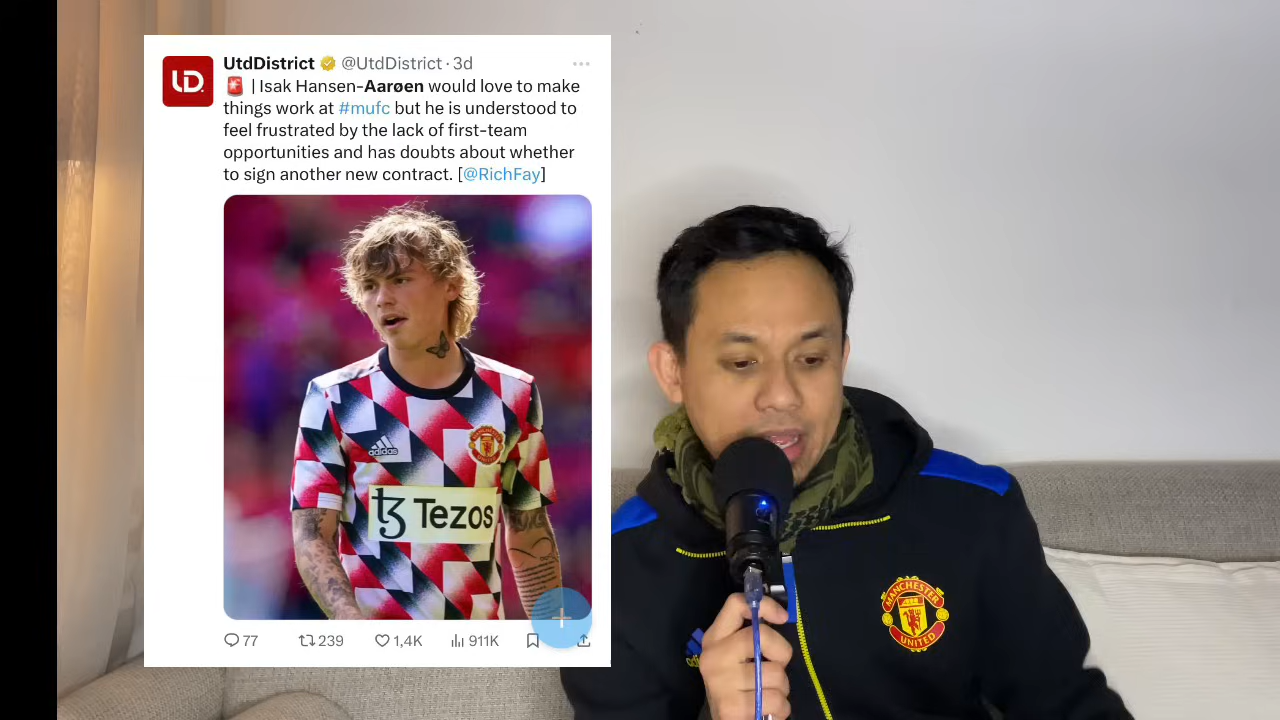 UtdDistrict @UtdDistrict · 3d
🚨 | Isak Hansen-Aarøen would love to make
things work at #mufc but he is understood to
feel frustrated by the lack of first-team
opportunities and has doubts about whether
to sign another new contract. [@RichFay]
adidas
Tezos
77 239 1,4K 911K
MANCHESTER
UNITED